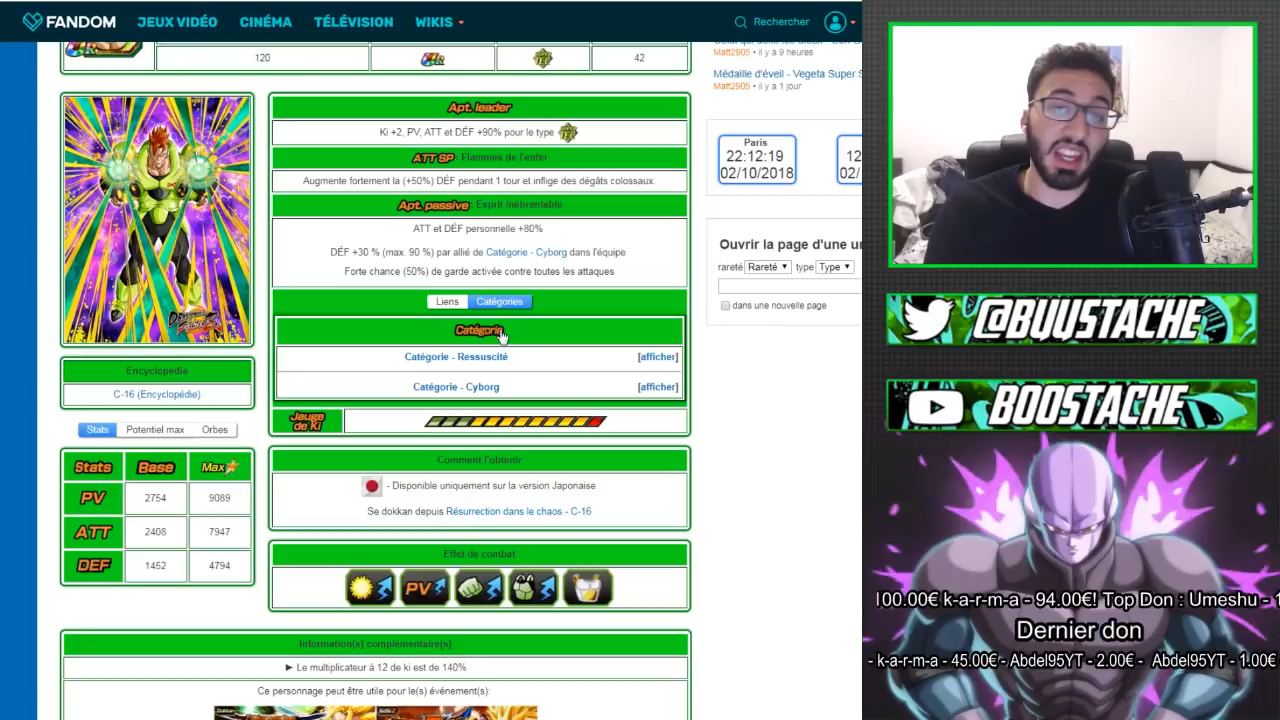 FANDOM JEUX VIDÉO CINÉMA TÉLÉVISION WIKIS Rechercher
120 UR 42
Matt2905 • il y a 9 heures
Médaille d'éveil - Vegeta Super S
Matt2905 • il y a 1 jour
Apt. leader
Ki +2, PV, ATT et DÉF +90% pour le type
ATT SP : Flammes de l'enfer
Augmente fortement la (+50%) DÉF pendant 1 tour et inflige des dégâts colossaux.
Apt. passive : Esprit inébranlable
ATT et DÉF personnelle +80%
DÉF +30 % (max. 90 %) par allié de Catégorie - Cyborg dans l'équipe
Forte chance (50%) de garde activée contre toutes les attaques
Liens Catégories
Catégorie
Catégorie - Ressuscité [afficher]
Catégorie - Cyborg [afficher]
Jauge de Ki
Encyclopédie
C-16 (Encyclopédie)
Stats Potentiel max Orbes
Stats Base Max
PV 2754 9089
ATT 2408 7947
DEF 1452 4794
Comment l'obtenir
- Disponible uniquement sur la version Japonaise
Se dokkan depuis Résurrection dans le chaos - C-16
Effet de combat
PV
Information(s) complémentaire(s)
► Le multiplicateur à 12 de ki est de 140%
Ce personnage peut être utile pour le(s) événement(s):
Paris
22:12:19
02/10/2018
12
02/
Ouvrir la page d'une u
rareté Rareté type Type
dans une nouvelle page
@BUUSTACHE
BOOSTACHE
100.00€ k-a-r-m-a - 94.00€! Top Don : Umeshu - 1
Dernier don
- k-a-r-m-a - 45.00€ - Abdel95YT - 2.00€ - Abdel95YT - 1.00€